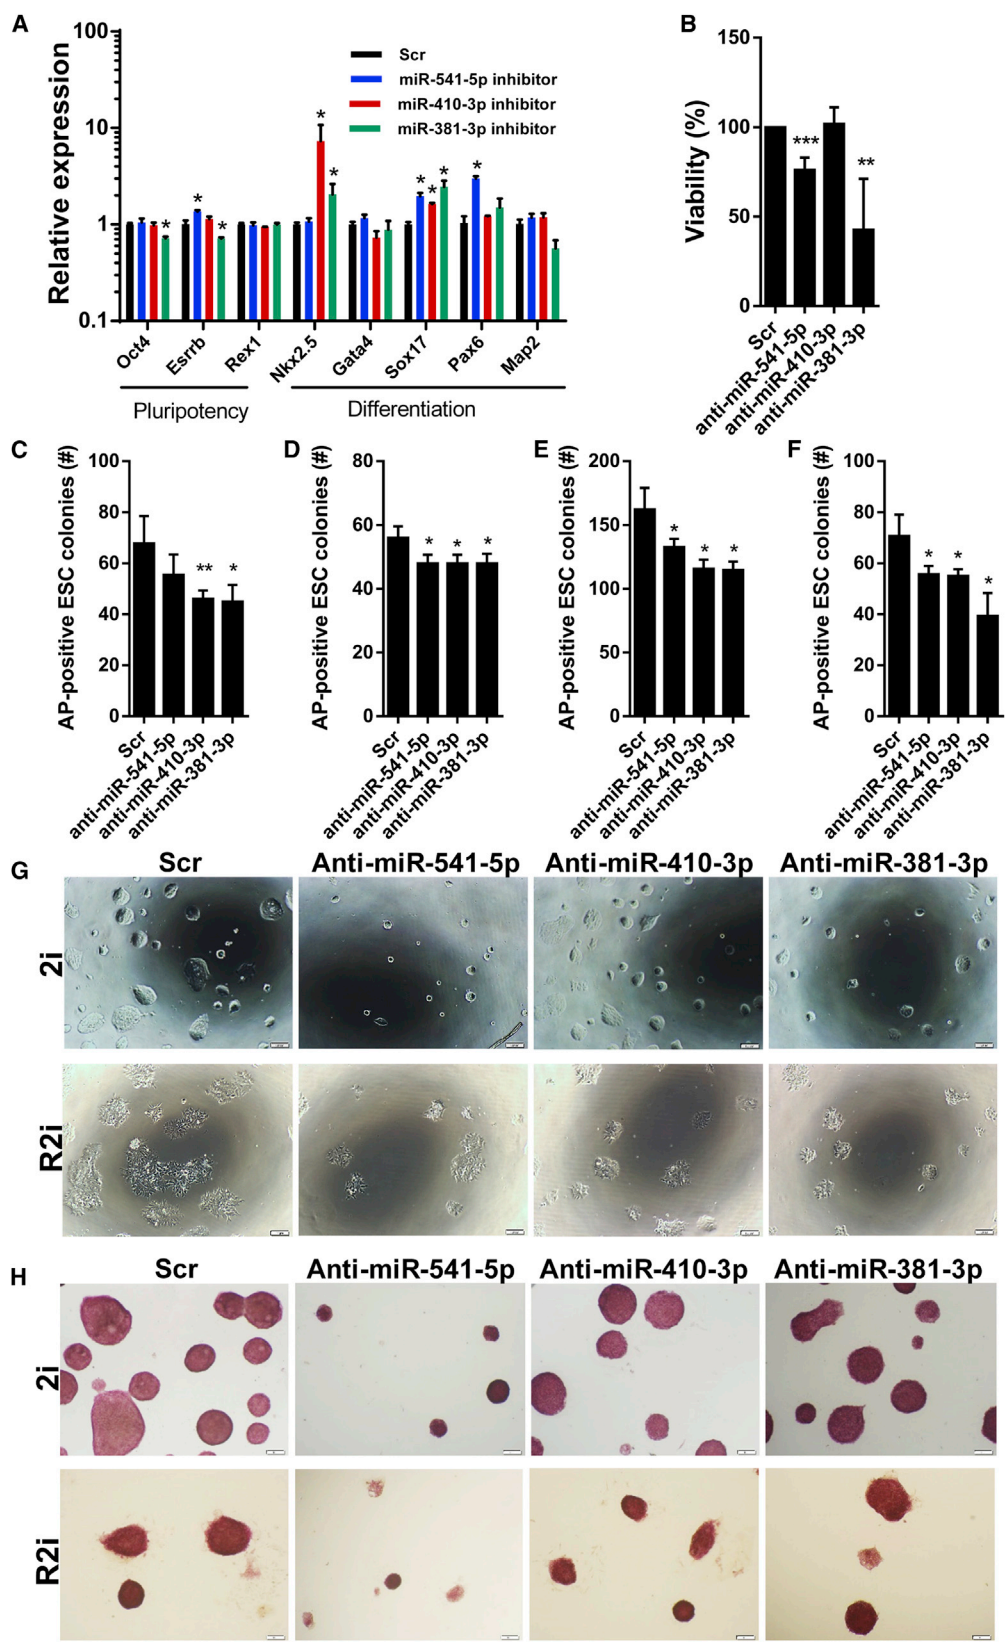 A
Relative expression
100
10
1
0.1
Scr
miR-541-5p inhibitor
miR-410-3p inhibitor
miR-381-3p inhibitor
*
*
*
*
*
*
*
*
*
Oct4
Esrrb
Rex1
Nkx2.5
Gata4
Sox17
Pax6
Map2
Pluripotency
Differentiation
B
Viability (%)
150
100
50
0
***
**
Scr
anti-miR-541-5p
anti-miR-410-3p
anti-miR-381-3p
C
AP-positive ESC colonies (#)
100
80
60
40
20
0
**
*
Scr
anti-miR-541-5p
anti-miR-410-3p
anti-miR-381-3p
D
AP-positive ESC colonies (#)
80
60
40
20
0
*
*
*
Scr
anti-miR-541-5p
anti-miR-410-3p
anti-miR-381-3p
E
AP-positive ESC colonies (#)
200
150
100
50
0
*
*
*
Scr
anti-miR-541-5p
anti-miR-410-3p
anti-miR-381-3p
F
AP-positive ESC colonies (#)
100
80
60
40
20
0
*
*
*
Scr
anti-miR-541-5p
anti-miR-410-3p
anti-miR-381-3p
G
Scr
Anti-miR-541-5p
Anti-miR-410-3p
Anti-miR-381-3p
2i
R2i
H
Scr
Anti-miR-541-5p
Anti-miR-410-3p
Anti-miR-381-3p
2i
R2i